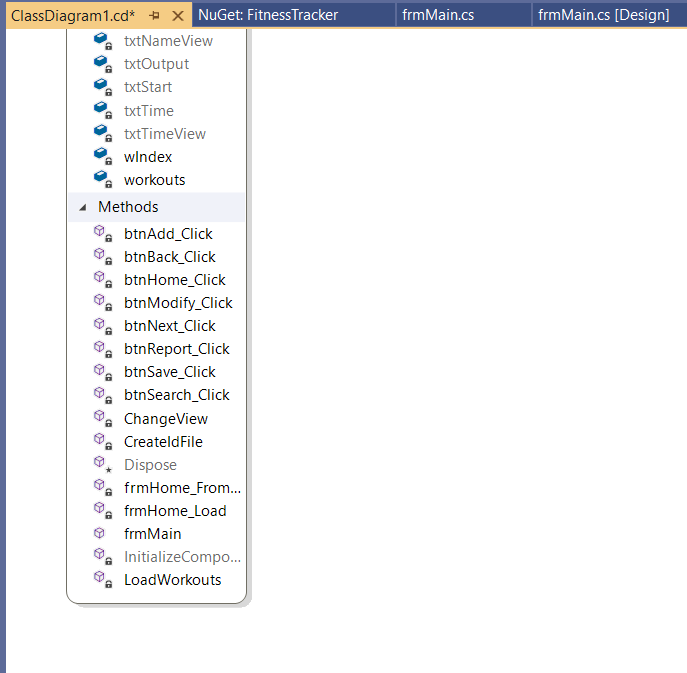 ClassDiagram1.cd* NuGet: FitnessTracker frmMain.cs frmMain.cs [Design]
txtNameView
txtOutput
txtStart
txtTime
txtTimeView
wIndex
workouts
Methods
btnAdd_Click
btnBack_Click
btnHome_Click
btnModify_Click
btnNext_Click
btnReport_Click
btnSave_Click
btnSearch_Click
ChangeView
CreateIdFile
Dispose
frmHome_From...
frmHome_Load
frmMain
InitializeCompo...
LoadWorkouts